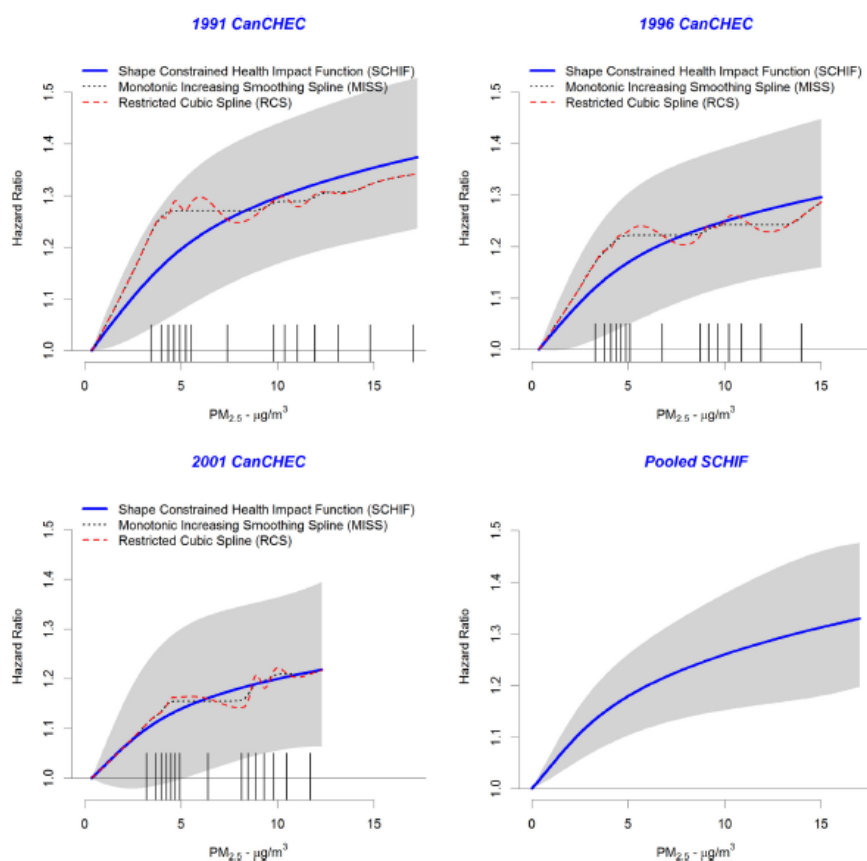 1991 CanCHEC
Shape Constrained Health Impact Function (SCHIF)
Monotonic Increasing Smoothing Spline (MISS)
Restricted Cubic Spline (RCS)
Hazard Ratio
1.0 1.1 1.2 1.3 1.4 1.5
0 5 10 15
PM2.5 - μg/m³
1996 CanCHEC
Shape Constrained Health Impact Function (SCHIF)
Monotonic Increasing Smoothing Spline (MISS)
Restricted Cubic Spline (RCS)
Hazard Ratio
1.0 1.1 1.2 1.3 1.4 1.5
0 5 10 15
PM2.5 - μg/m³
2001 CanCHEC
Shape Constrained Health Impact Function (SCHIF)
Monotonic Increasing Smoothing Spline (MISS)
Restricted Cubic Spline (RCS)
Hazard Ratio
1.0 1.1 1.2 1.3 1.4 1.5
0 5 10 15
PM2.5 - μg/m³
Pooled SCHIF
Hazard Ratio
1.0 1.1 1.2 1.3 1.4 1.5
0 5 10 15
PM2.5 - μg/m³